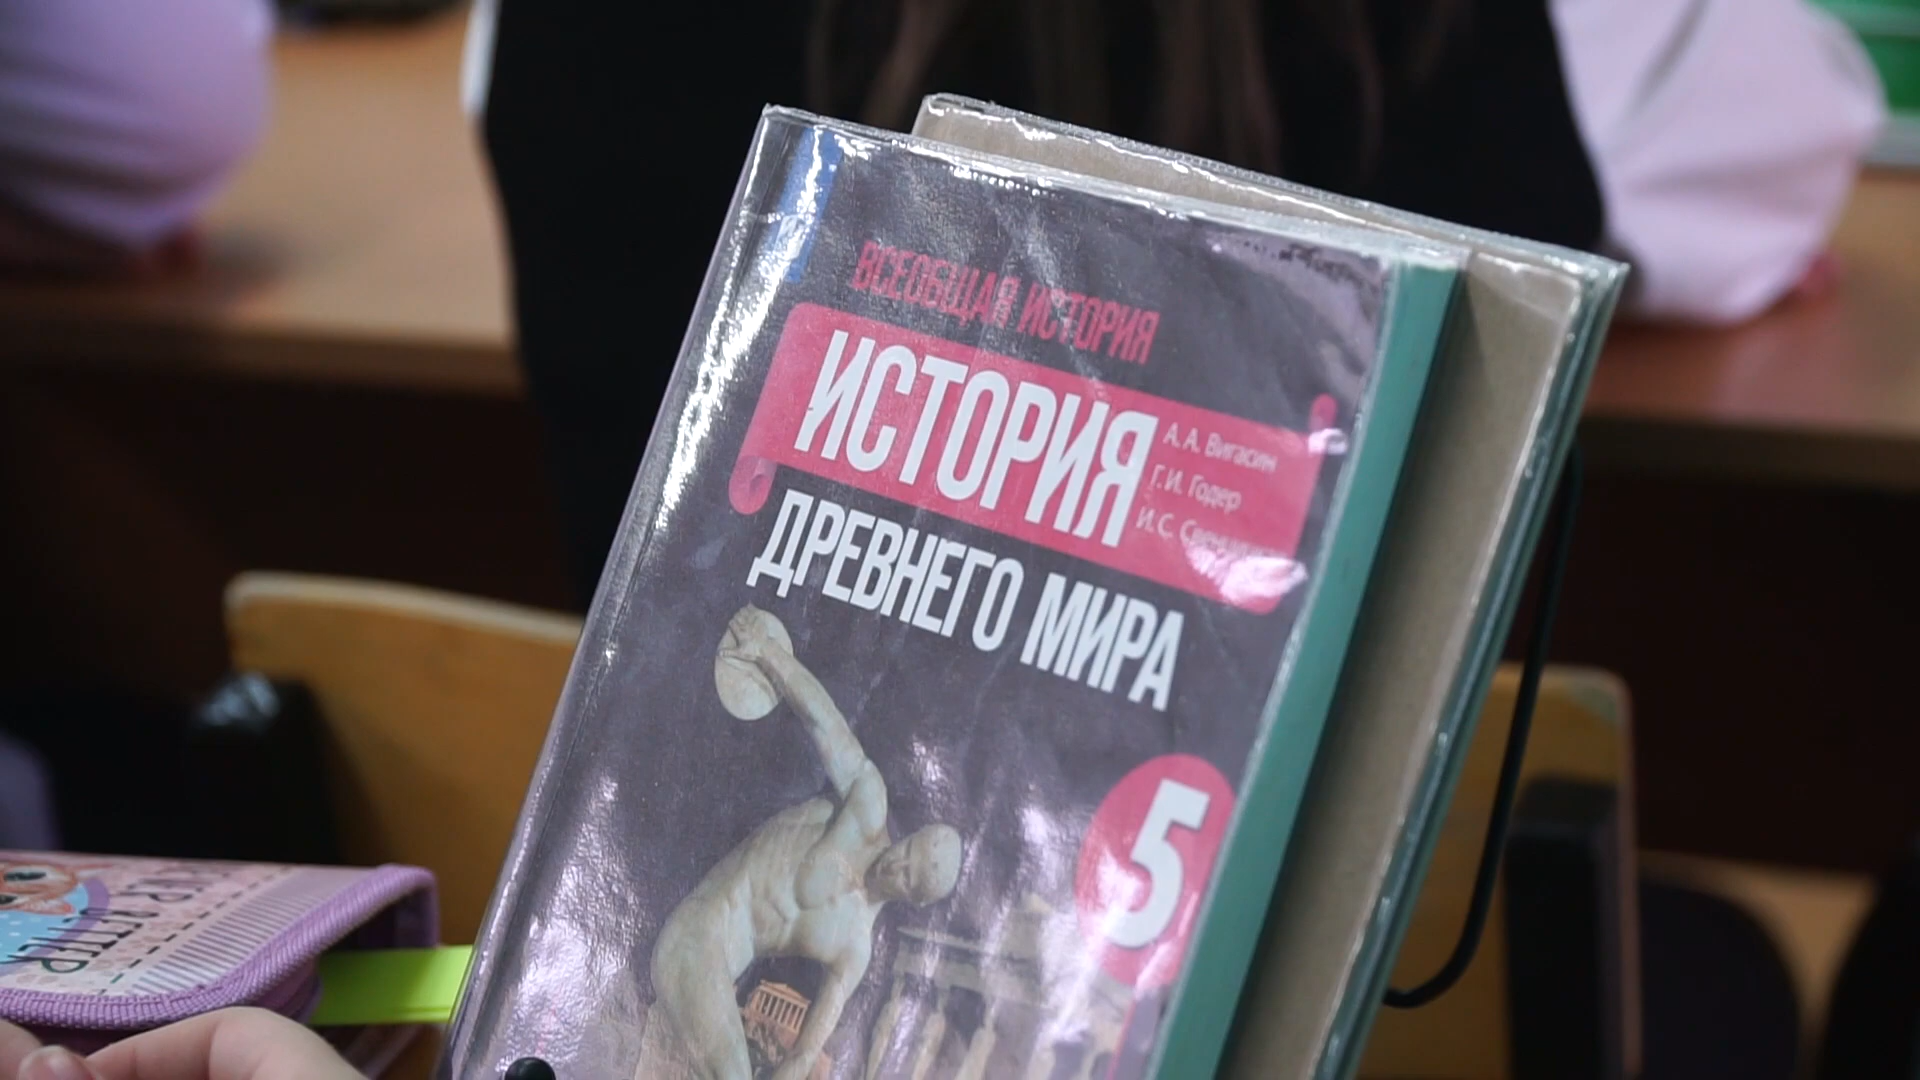 ВСЕОБЩАЯ ИСТОРИЯ
ИСТОРИЯ
А. А. Вигасин
Г. И. Годер
И. С.
ДРЕВНЕГО МИРА
5